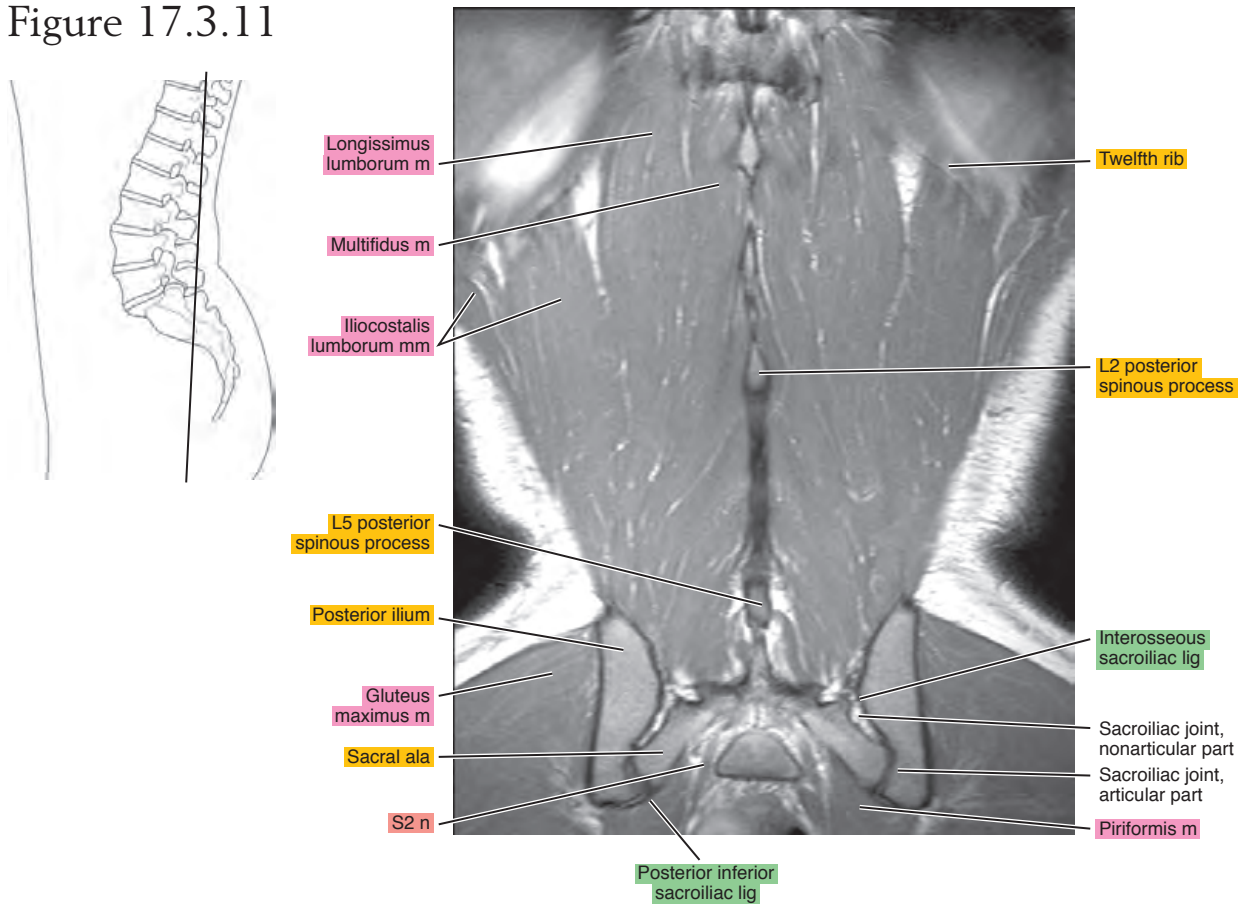 Figure 17.3.11
Longissimus
lumborum m
Multifidus m
Iliocostalis
lumborum mm
L5 posterior
spinous process
Posterior ilium
Gluteus
maximus m
Sacral ala
S2 n
Posterior inferior
sacroiliac lig
Twelfth rib
L2 posterior
spinous process
Interosseous
sacroiliac lig
Sacroiliac joint,
nonarticular part
Sacroiliac joint,
articular part
Piriformis m